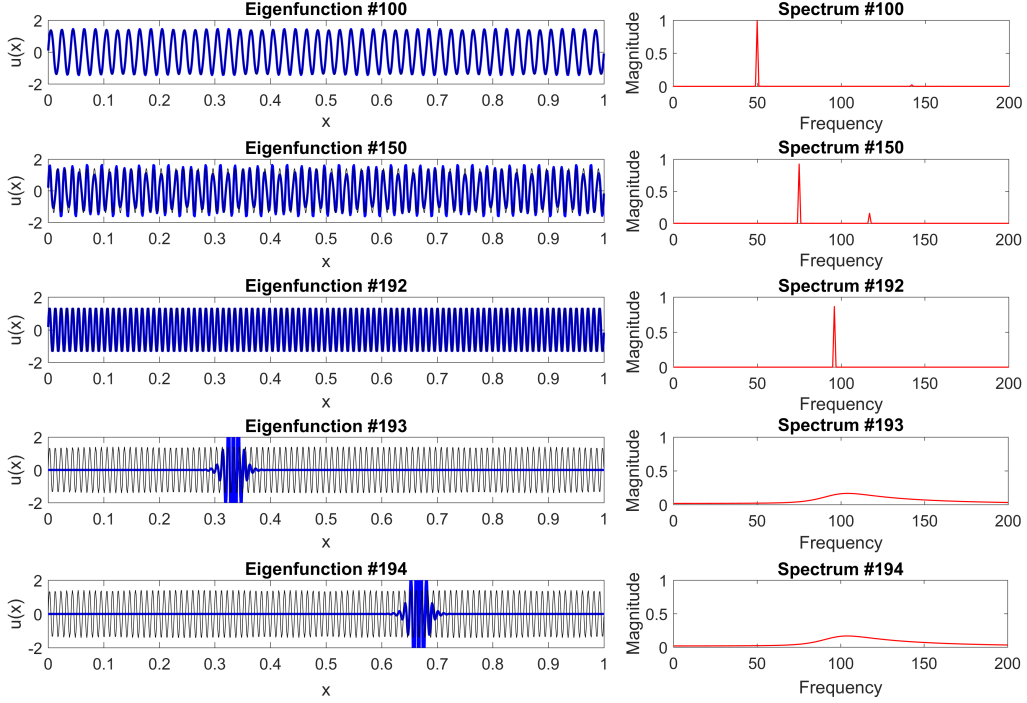 Eigenfunction #100
Spectrum #100
u(x)
2
0
-2
0 0.1 0.2 0.3 0.4 0.5 0.6 0.7 0.8 0.9 1
x
Magnitude
1
0.5
0
0 50 100 150 200
Frequency
Eigenfunction #150
Spectrum #150
u(x)
2
0
-2
0 0.1 0.2 0.3 0.4 0.5 0.6 0.7 0.8 0.9 1
x
Magnitude
1
0.5
0
0 50 100 150 200
Frequency
Eigenfunction #192
Spectrum #192
u(x)
2
0
-2
0 0.1 0.2 0.3 0.4 0.5 0.6 0.7 0.8 0.9 1
x
Magnitude
1
0.5
0
0 50 100 150 200
Frequency
Eigenfunction #193
Spectrum #193
u(x)
2
0
-2
0 0.1 0.2 0.3 0.4 0.5 0.6 0.7 0.8 0.9 1
x
Magnitude
1
0.5
0
0 50 100 150 200
Frequency
Eigenfunction #194
Spectrum #194
u(x)
2
0
-2
0 0.1 0.2 0.3 0.4 0.5 0.6 0.7 0.8 0.9 1
x
Magnitude
1
0.5
0
0 50 100 150 200
Frequency